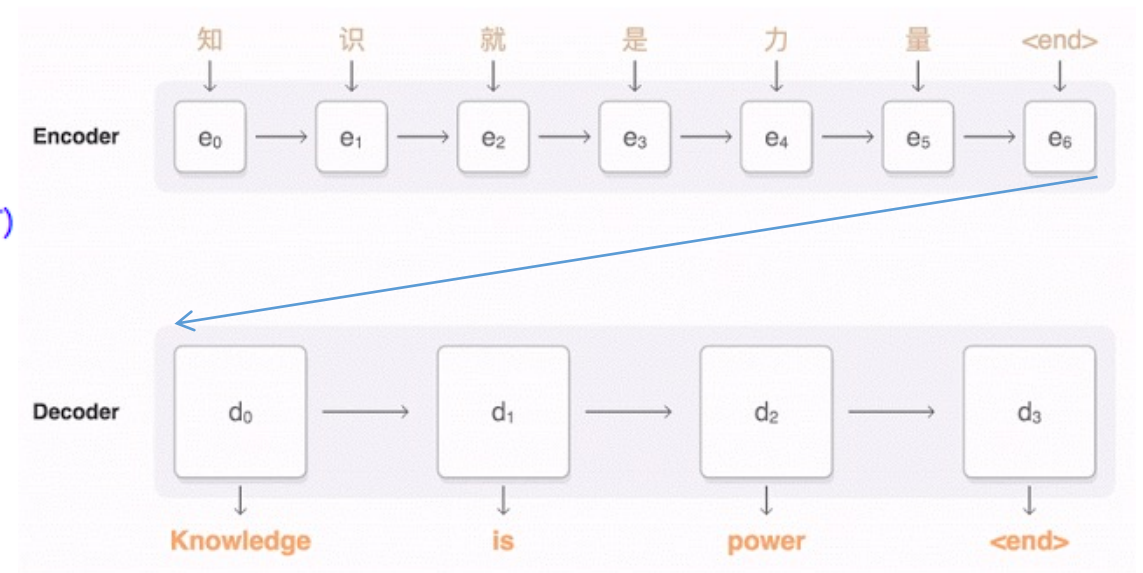 知 识 就 是 力 量 <end>
Encoder e₀ e₁ e₂ e₃ e₄ e₅ e₆
)
Decoder d₀ d₁ d₂ d₃
Knowledge is power <end>